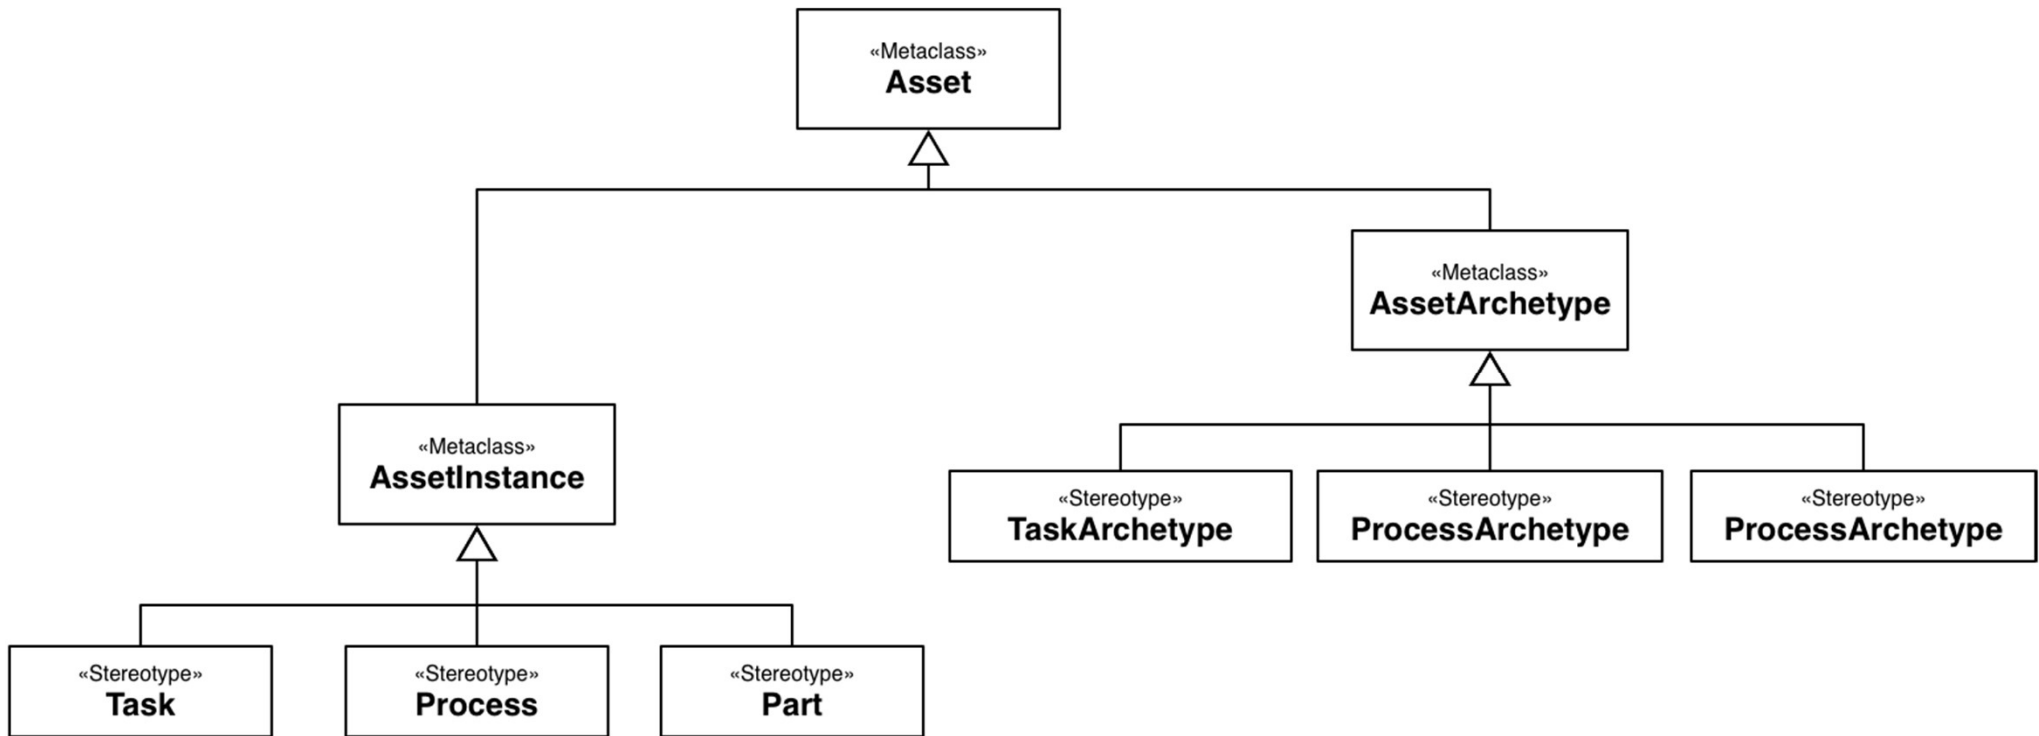 «Metaclass»
Asset
«Metaclass»
AssetArchetype
«Metaclass»
AssetInstance
«Stereotype»
TaskArchetype
«Stereotype»
ProcessArchetype
«Stereotype»
ProcessArchetype
«Stereotype»
Task
«Stereotype»
Process
«Stereotype»
Part